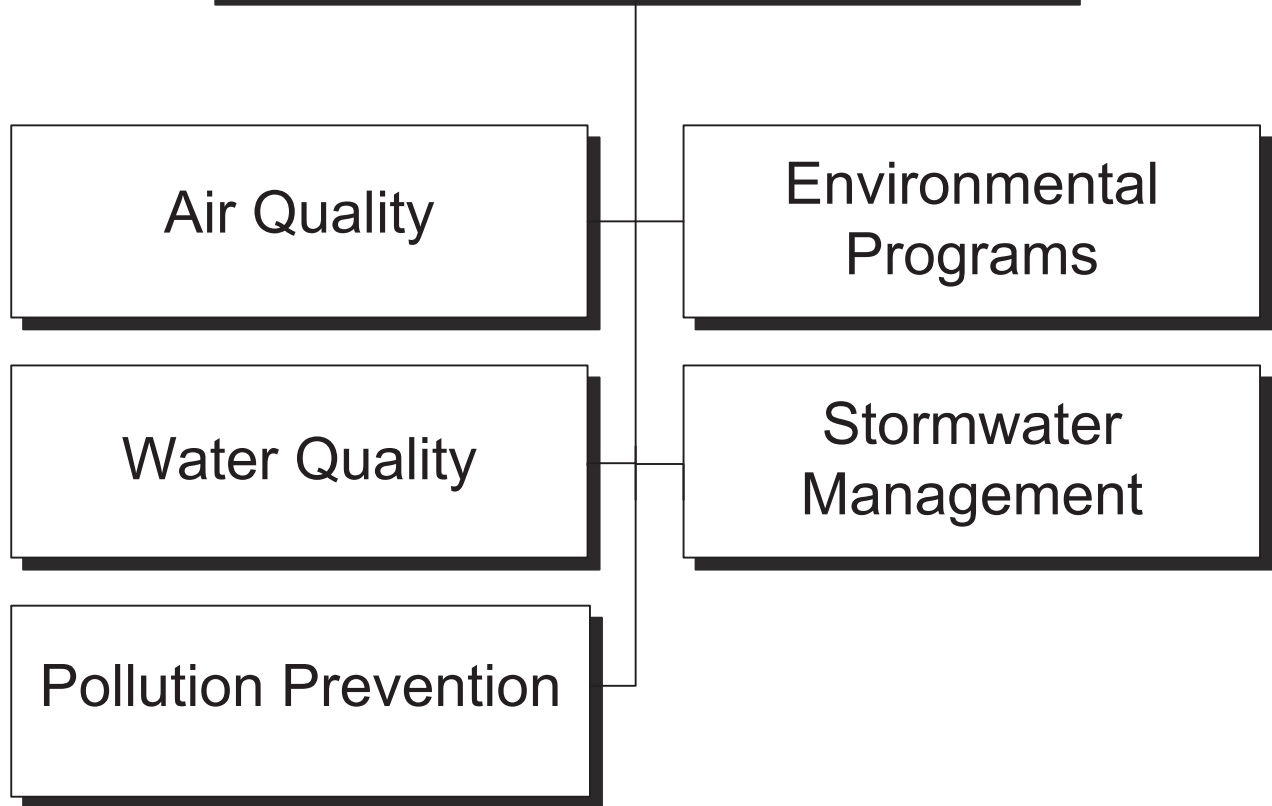 Air Quality
Environmental
Programs
Water Quality
Stormwater
Management
Pollution Prevention